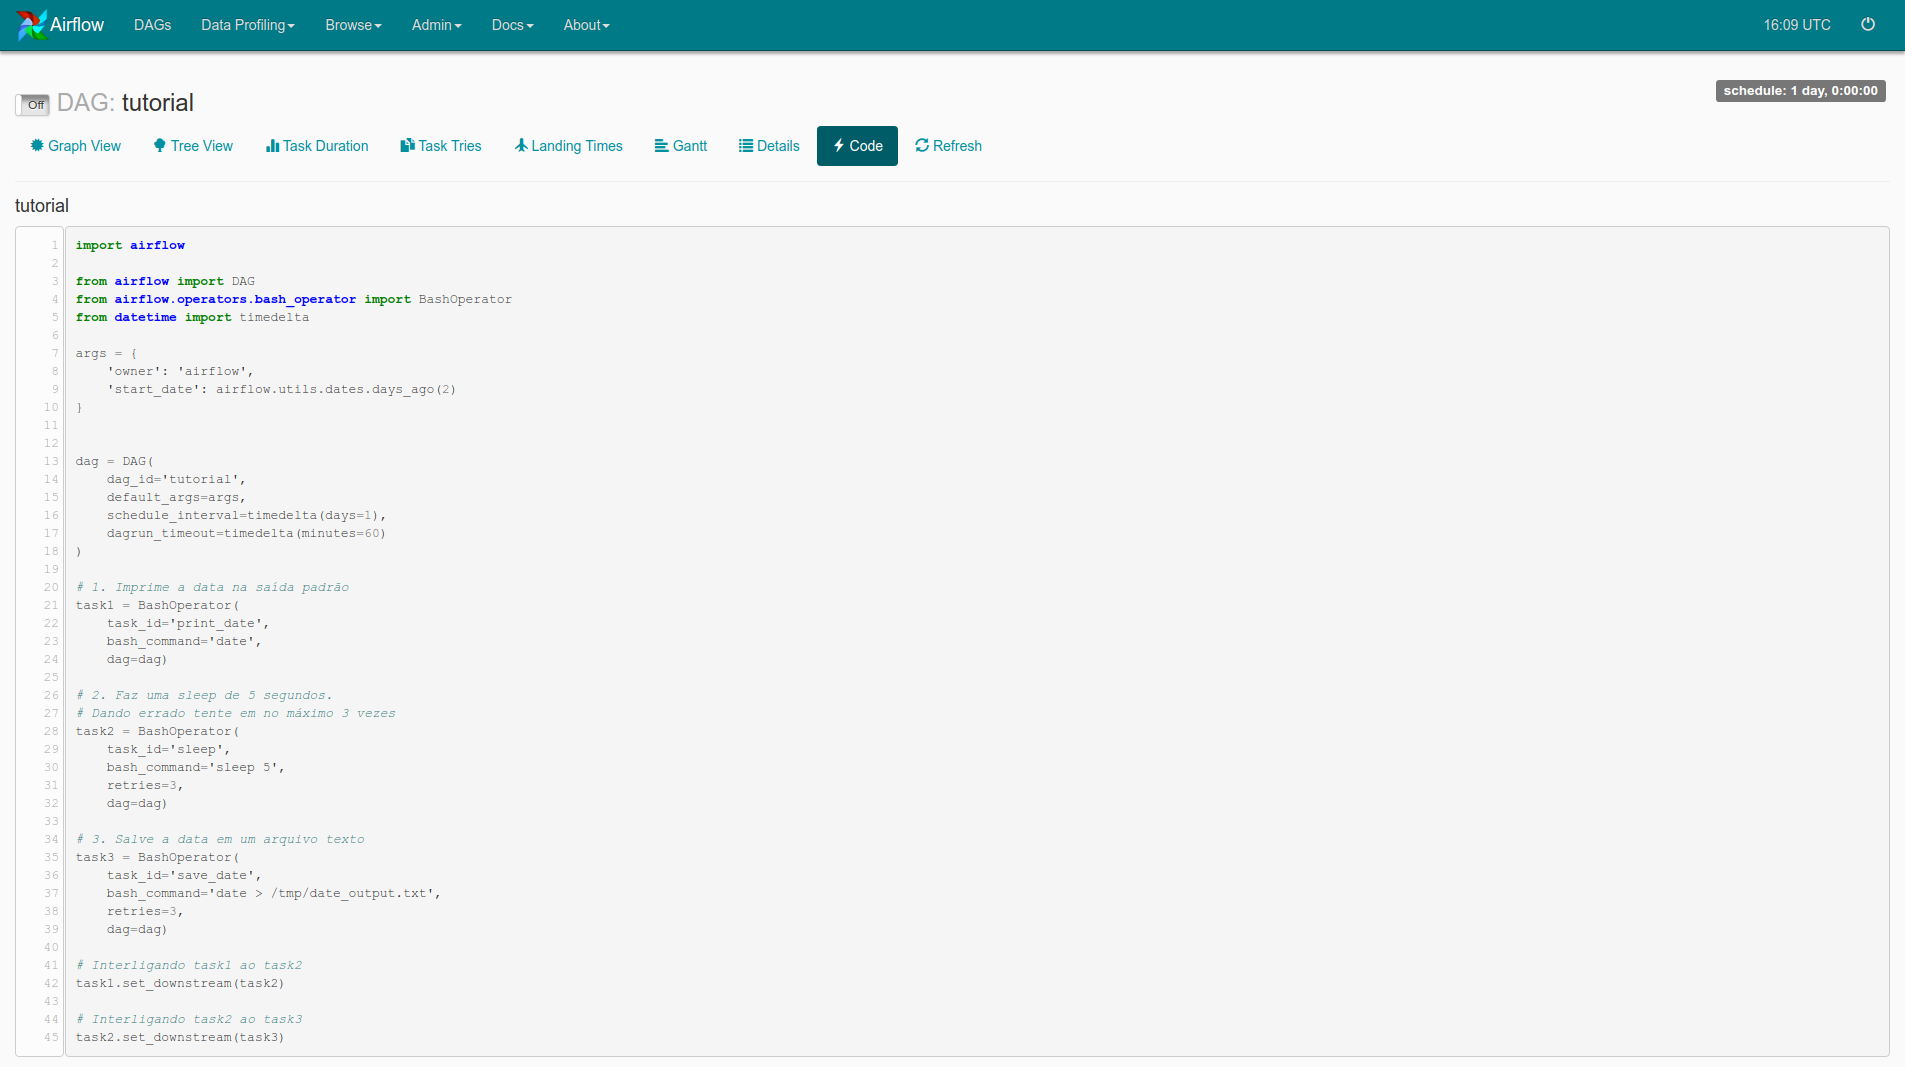 Airflow DAGs Data Profiling Browse Admin Docs About 16:09 UTC
Off DAG: tutorial schedule: 1 day, 0:00:00
Graph View Tree View Task Duration Task Tries Landing Times Gantt Details Code Refresh
tutorial
1 import airflow
2
3 from airflow import DAG
4 from airflow.operators.bash_operator import BashOperator
5 from datetime import timedelta
6
7 args = {
8     'owner': 'airflow',
9     'start_date': airflow.utils.dates.days_ago(2)
10 }
11
12
13 dag = DAG(
14     dag_id='tutorial',
15     default_args=args,
16     schedule_interval=timedelta(days=1),
17     dagrun_timeout=timedelta(minutes=60)
18 )
19
20 # 1. Imprime a data na saída padrão
21 task1 = BashOperator(
22     task_id='print_date',
23     bash_command='date',
24     dag=dag)
25
26 # 2. Faz uma sleep de 5 segundos.
27 # Dando errado tente em no máximo 3 vezes
28 task2 = BashOperator(
29     task_id='sleep',
30     bash_command='sleep 5',
31     retries=3,
32     dag=dag)
33
34 # 3. Salve a data em um arquivo texto
35 task3 = BashOperator(
36     task_id='save_date',
37     bash_command='date > /tmp/date_output.txt',
38     retries=3,
39     dag=dag)
40
41 # Interligando task1 ao task2
42 task1.set_downstream(task2)
43
44 # Interligando task2 ao task3
45 task2.set_downstream(task3)